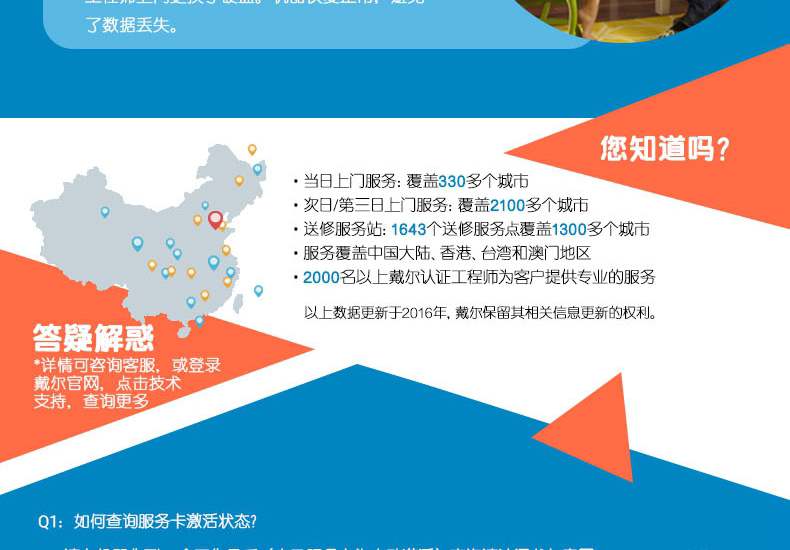 了数据丢失。
您知道吗？
·当日上门服务：覆盖330多个城市
·次日/第三日上门服务：覆盖2100多个城市
·送修服务站：1643个送修服务点覆盖1300多个城市
·服务覆盖中国大陆、香港、台湾和澳门地区
·2000名以上戴尔认证工程师为客户提供专业的服务
以上数据更新于2016年，戴尔保留其相关信息更新的权利。
答疑解惑
*详情可咨询客服，或登录
戴尔官网，点击技术
支持，查询更多
Q1：如何查询服务卡激活状态？